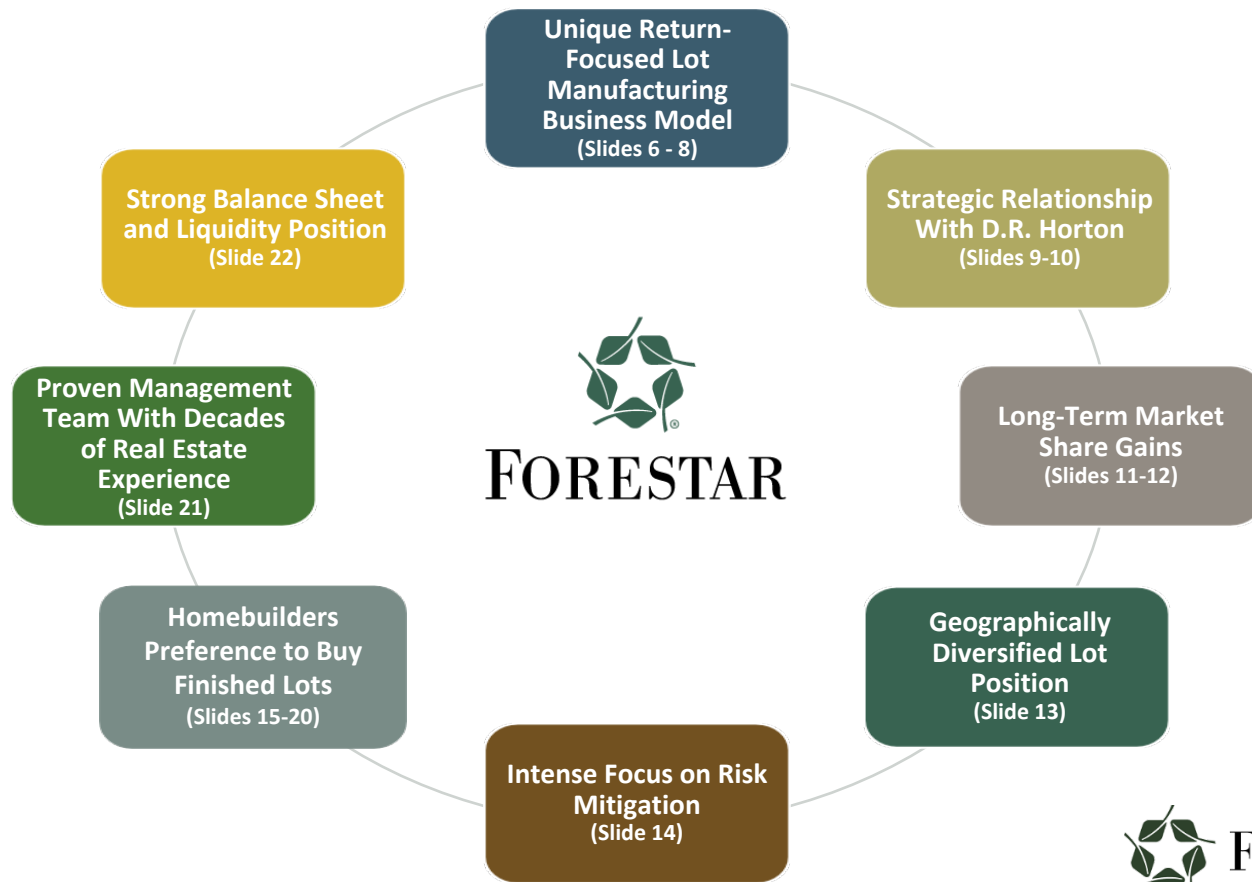 Unique Return-
Focused Lot
Manufacturing
Business Model
(Slides 6 - 8)
Strategic Relationship
With D.R. Horton
(Slides 9-10)
Long-Term Market
Share Gains
(Slides 11-12)
Geographically
Diversified Lot
Position
(Slide 13)
Intense Focus on Risk
Mitigation
(Slide 14)
Homebuilders
Preference to Buy
Finished Lots
(Slides 15-20)
Proven Management
Team With Decades
of Real Estate
Experience
(Slide 21)
Strong Balance Sheet
and Liquidity Position
(Slide 22)
®
FORESTAR
F